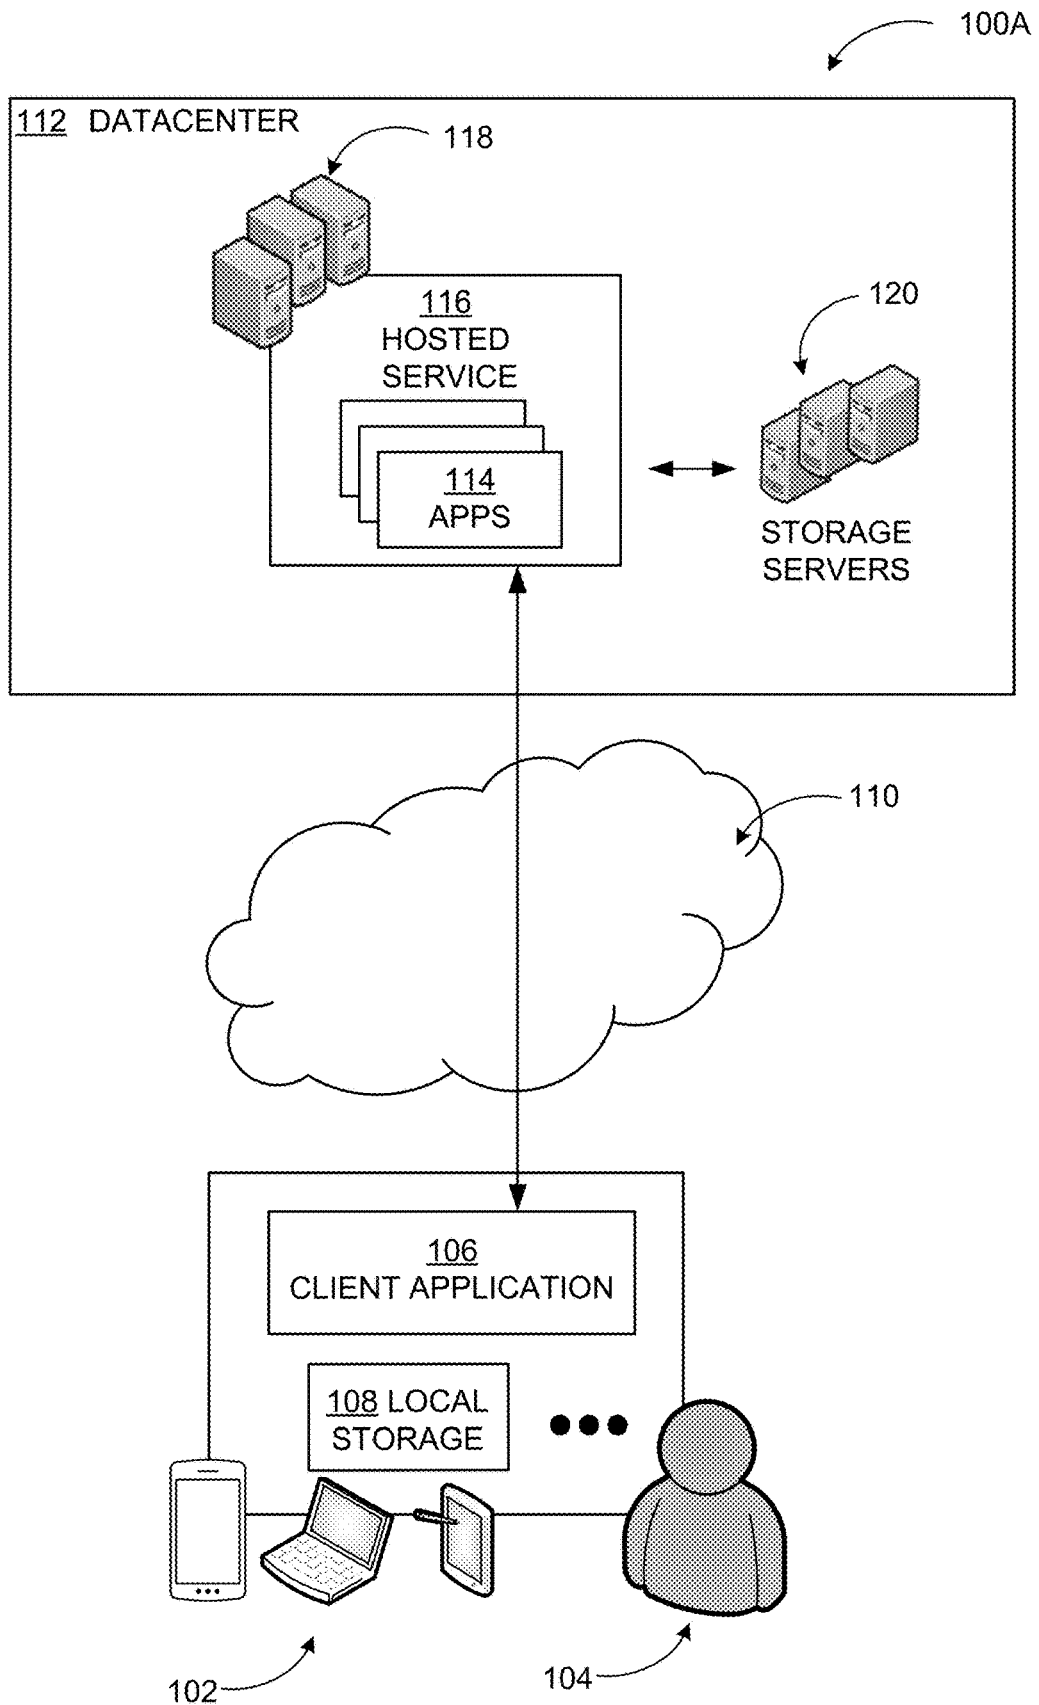 100A
112 DATACENTER
118
116
HOSTED
SERVICE
120
114
APPS
STORAGE
SERVERS
110
106
CLIENT APPLICATION
108 LOCAL
STORAGE
102
104